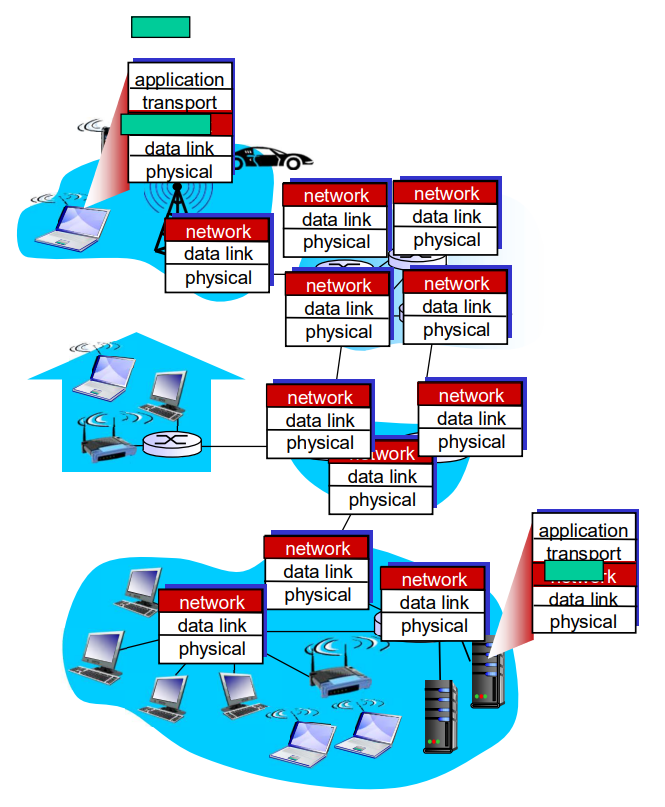 application
transport
data link
physical
network
data link
physical
network
data link
physical
network
data link
physical
network
data link
physical
network
data link
physical
network
data link
physical
network
data link
physical
network
data link
physical
application
transport
network
data link
physical
network
data link
physical
network
data link
physical
network
data link
physical